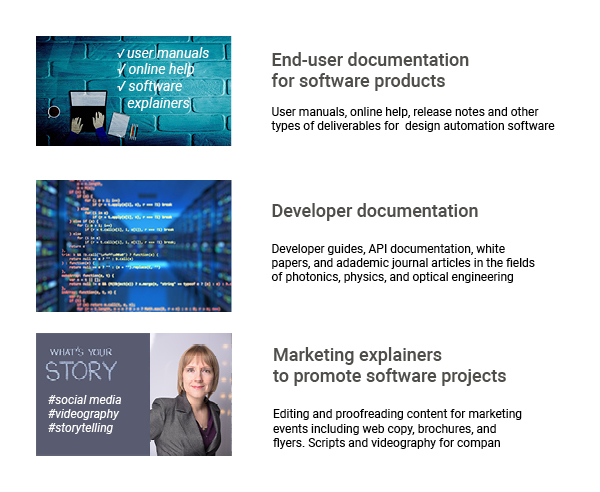 ✓ user manuals
✓ online help
✓ software
explainers
End-user documentation
for software products
User manuals, online help, release notes and other
types of deliverables for design automation software
Developer documentation
Developer guides, API documentation, white
papers, and adademic journal articles in the fields
of photonics, physics, and optical engineering
WHAT'S YOUR
STORY
#social media
#videography
#storytelling
Marketing explainers
to promote software projects
Editing and proofreading content for marketing
events including web copy, brochures, and
flyers. Scripts and videography for compan